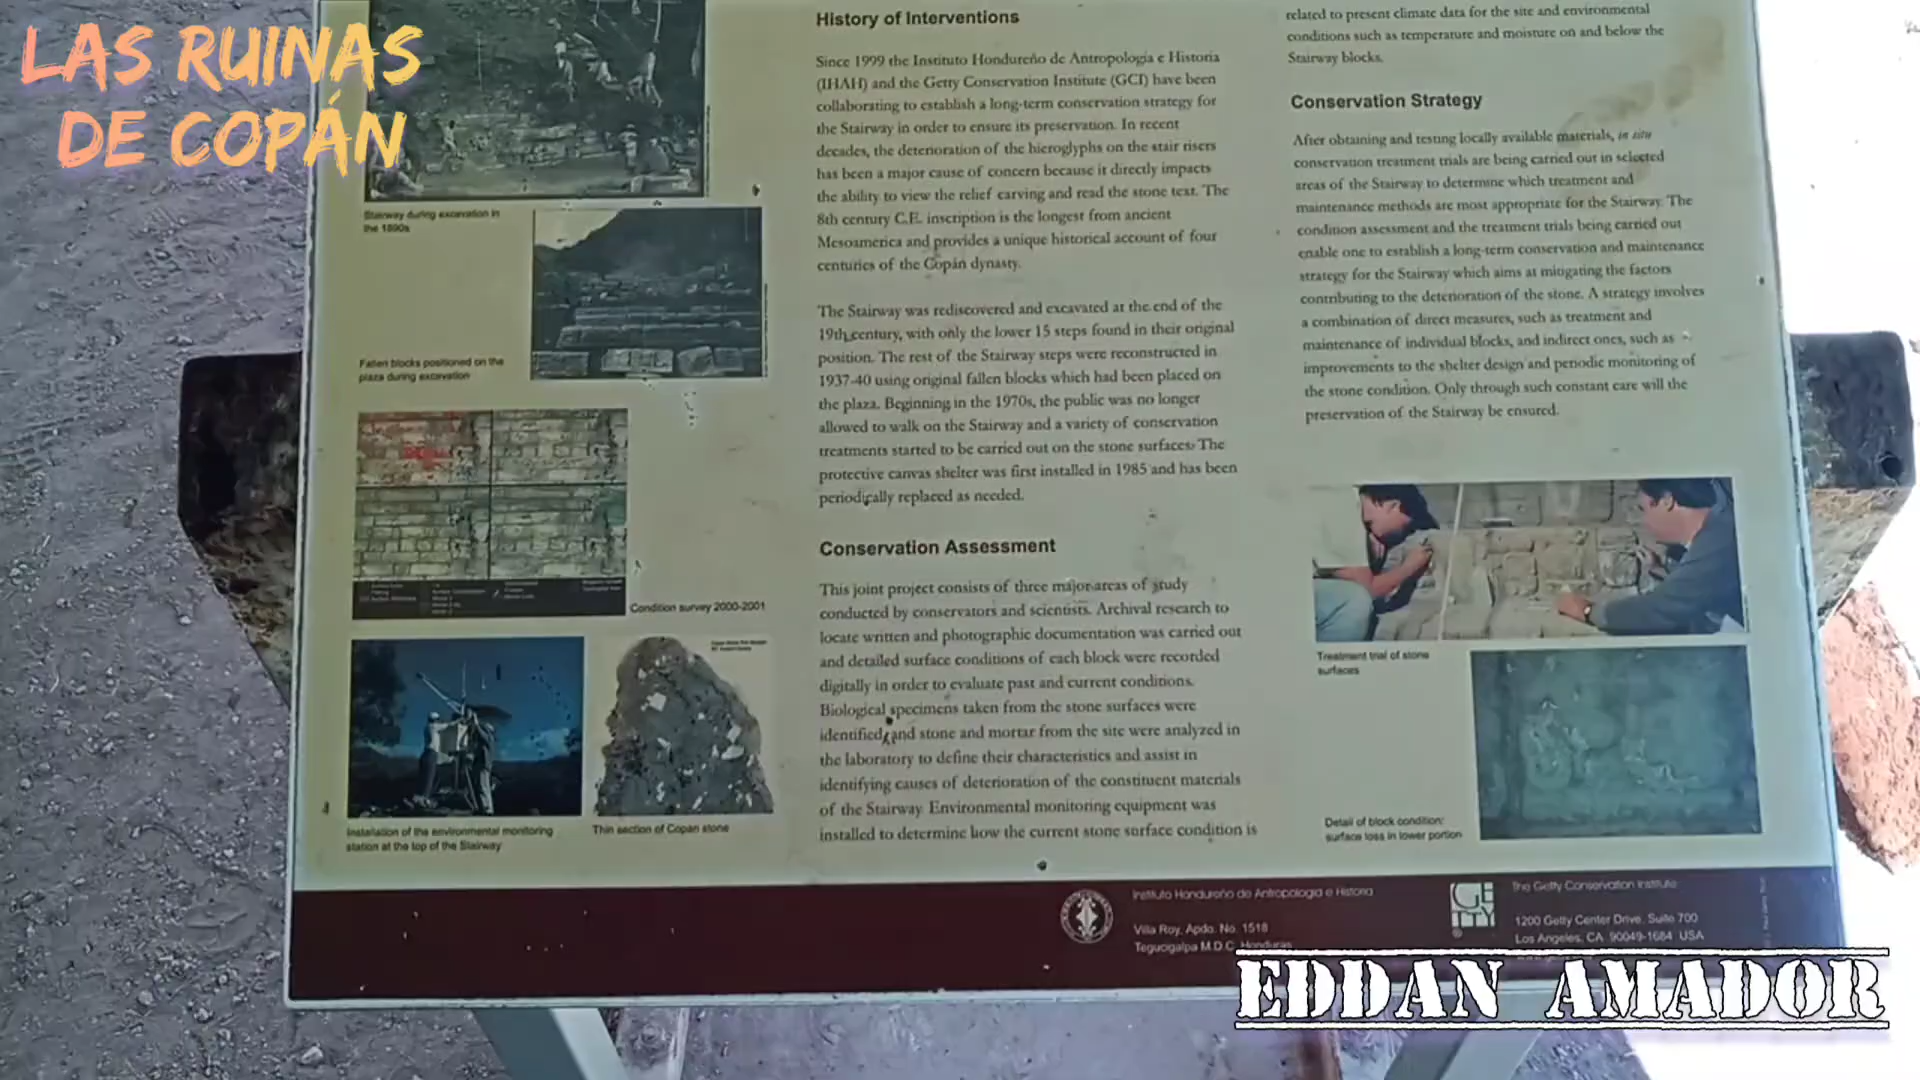 LAS RUINAS
DE COPÁN
Stairway during excavation in
the 1890s
Fallen blocks positioned on the
plaza during excavation
Condition survey 2000-2001
Installation of the environmental monitoring
station at the top of the Stairway
Thin section of Copan stone
History of Interventions
Since 1999 the Instituto Hondureño de Antropología e Historia
(IHAH) and the Getty Conservation Institute (GCI) have been
collaborating to establish a long-term conservation strategy for
the Stairway in order to ensure its preservation. In recent
decades, the deterioration of the hieroglyphs on the stair risers
has been a major cause of concern because it directly impacts
the ability to view the relief carving and read the stone text. The
8th century C.E. inscription is the longest from ancient
Mesoamerica and provides a unique historical account of four
centuries of the Copán dynasty.
The Stairway was rediscovered and excavated at the end of the
19th century, with only the lower 15 steps found in their original
position. The rest of the Stairway steps were reconstructed in
1937-40 using original fallen blocks which had been placed on
the plaza. Beginning in the 1970s, the public was no longer
allowed to walk on the Stairway and a variety of conservation
treatments started to be carried out on the stone surfaces. The
protective canvas shelter was first installed in 1985 and has been
periodically replaced as needed.
Conservation Assessment
This joint project consists of three major areas of study
conducted by conservators and scientists. Archival research to
locate written and photographic documentation was carried out
and detailed surface conditions of each block were recorded
digitally in order to evaluate past and current conditions.
Biological specimens taken from the stone surfaces were
identified and stone and mortar from the site were analyzed in
the laboratory to define their characteristics and assist in
identifying causes of deterioration of the constituent materials
of the Stairway. Environmental monitoring equipment was
installed to determine how the current stone surface condition is
related to present climate data for the site and environmental
conditions such as temperature and moisture on and below the
Stairway blocks.
Conservation Strategy
After obtaining and testing locally available materials, in situ
conservation treatment trials are being carried out in selected
areas of the Stairway to determine which treatment and
maintenance methods are most appropriate for the Stairway. The
condition assessment and the treatment trials being carried out
enable one to establish a long-term conservation and maintenance
strategy for the Stairway which aims at mitigating the factors
contributing to the deterioration of the stone. A strategy involves
a combination of direct measures, such as treatment and
maintenance of individual blocks, and indirect ones, such as
improvements to the shelter design and periodic monitoring of
the stone condition. Only through such constant care will the
preservation of the Stairway be ensured.
Treatment trial of stone
surfaces
Detail of block condition:
surface loss in lower portion
Instituto Hondureño de Antropología e Historia
Villa Roy, Apdo. No. 1518
Tegucigalpa M.D.C. Honduras
GETTY
The Getty Conservation Institute
1200 Getty Center Drive, Suite 700
Los Angeles, CA 90049-1684 USA
EDDAN AMADOR